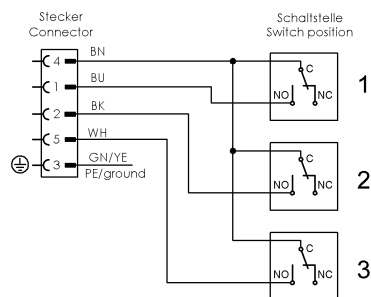 Stecker
Connector
Schaltstelle
Switch position
4 BN
1 BU
2 BK
5 WH
3 GN/YE
PE/ground
C
NO NC
1
C
NO NC
2
C
NO NC
3